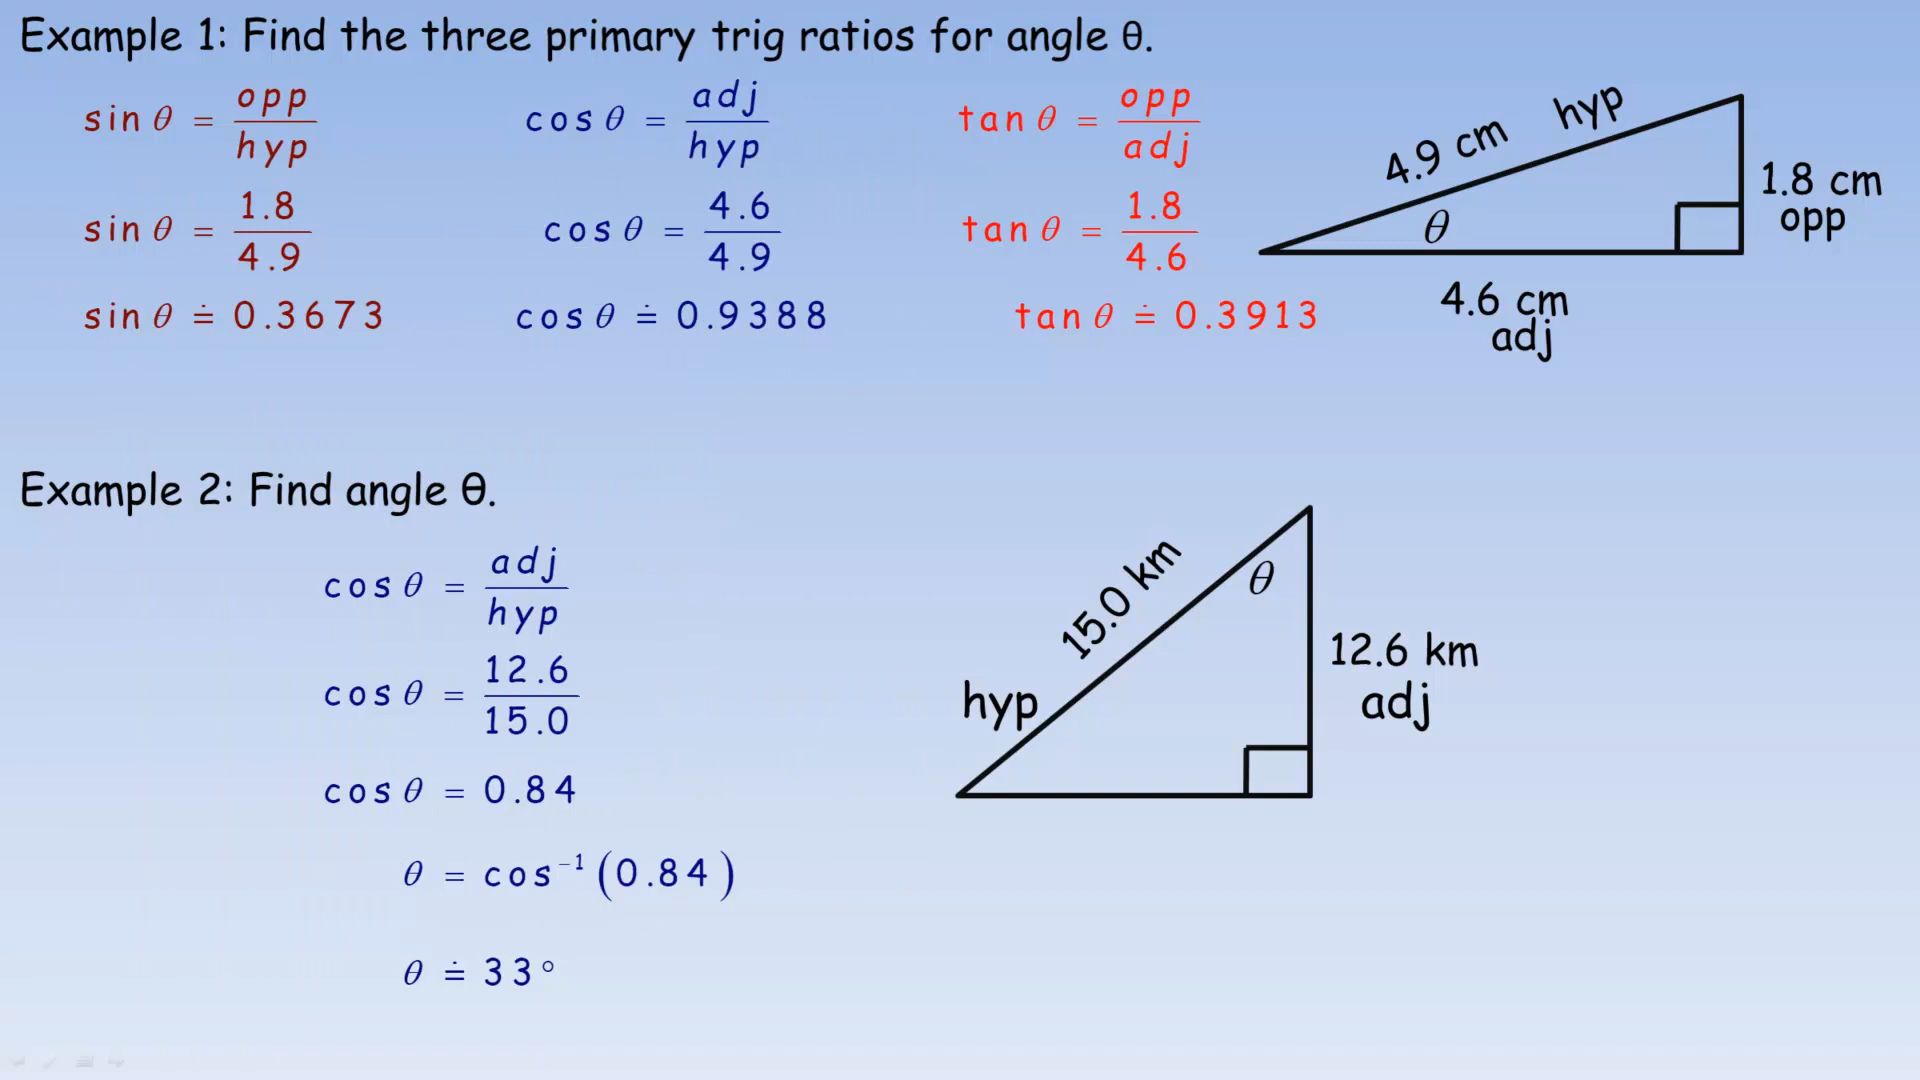 Example 1: Find the three primary trig ratios for angle θ.
sin θ = opp/hyp
cos θ = adj/hyp
tan θ = opp/adj
sin θ = 1.8/4.9
cos θ = 4.6/4.9
tan θ = 1.8/4.6
sin θ ≐ 0.3673
cos θ ≐ 0.9388
tan θ ≐ 0.3913
4.9 cm hyp
θ
1.8 cm
opp
4.6 cm
adj
Example 2: Find angle θ.
cos θ = adj/hyp
cos θ = 12.6/15.0
cos θ = 0.84
θ = cos⁻¹(0.84)
θ ≐ 33°
15.0 km
θ
12.6 km
adj
hyp